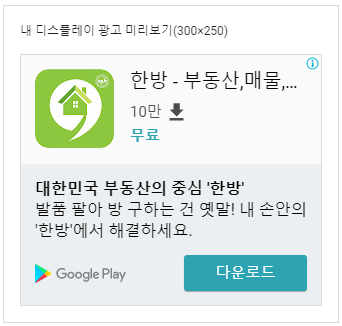 내 디스플레이 광고 미리보기(300×250)
한방 - 부동산,매물,...
10만
무료
대한민국 부동산의 중심 '한방'
발품 팔아 방 구하는 건 옛말! 내 손안의
'한방'에서 해결하세요.
Google Play
다운로드